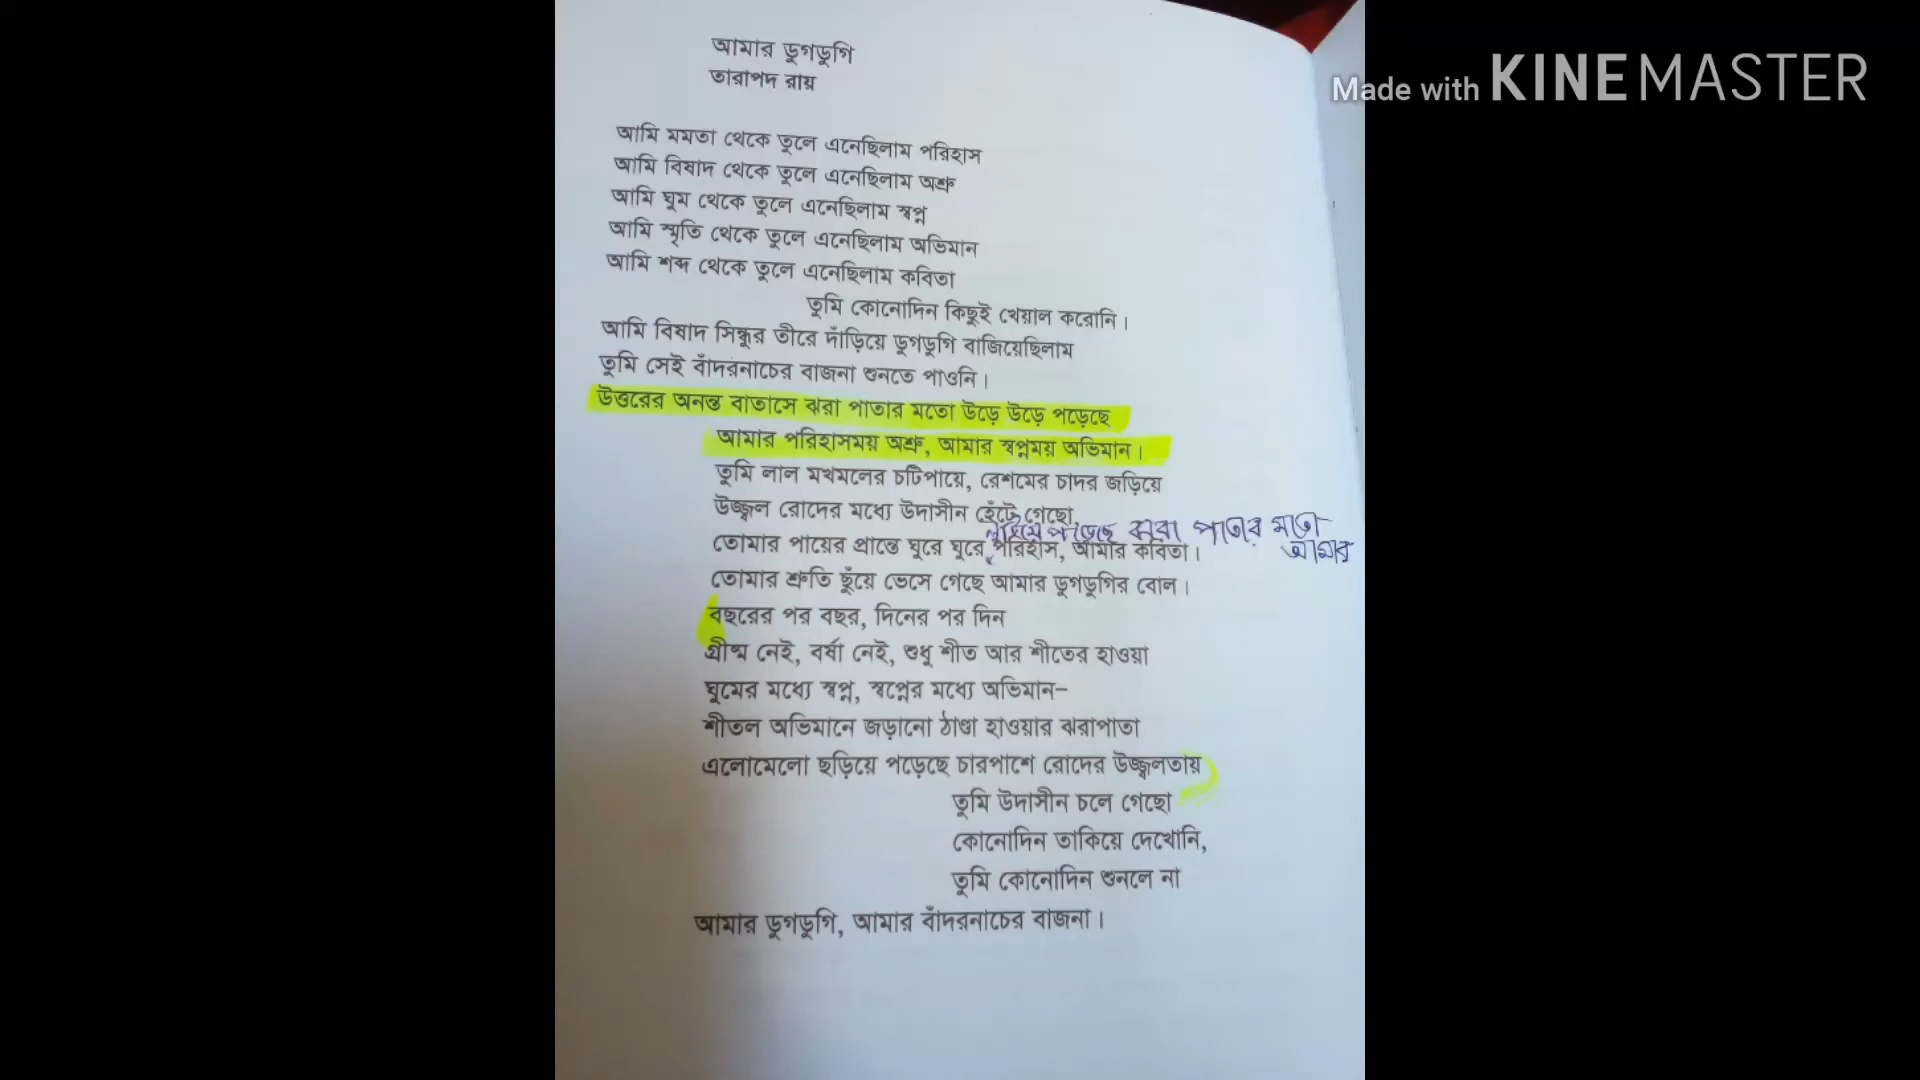 আমার ডুগডুগি
তারাপদ রায়
Made with KINEMASTER
আমি মমতা থেকে তুলে এনেছিলাম পরিহাস
আমি বিষাদ থেকে তুলে এনেছিলাম অশ্রু
আমি ঘুম থেকে তুলে এনেছিলাম স্বপ্ন
আমি স্মৃতি থেকে তুলে এনেছিলাম অভিমান
আমি শব্দ থেকে তুলে এনেছিলাম কবিতা
তুমি কোনোদিন কিছুই খেয়াল করোনি।
আমি বিষাদ সিন্ধুর তীরে দাঁড়িয়ে ডুগডুগি বাজিয়েছিলাম
তুমি সেই বাঁদরনাচের বাজনা শুনতে পাওনি।
উত্তরের অনন্ত বাতাসে ঝরা পাতার মতো উড়ে উড়ে পড়েছে
আমার পরিহাসময় অশ্রু, আমার স্বপ্নময় অভিমান।
তুমি লাল মখমলের চটিপায়ে, রেশমের চাদর জড়িয়ে
উজ্জ্বল রোদের মধ্যে উদাসীন হেঁটে গেছো,
লুটিয়ে পড়েছে ঝরা পাতার মতো
আমার
তোমার পায়ের প্রান্তে ঘুরে ঘুরে পরিহাস, আমার কবিতা।
তোমার শ্রুতি ছুঁয়ে ভেসে গেছে আমার ডুগডুগির বোল।
বছরের পর বছর, দিনের পর দিন
গ্রীষ্ম নেই, বর্ষা নেই, শুধু শীত আর শীতের হাওয়া
ঘুমের মধ্যে স্বপ্ন, স্বপ্নের মধ্যে অভিমান–
শীতল অভিমানে জড়ানো ঠাণ্ডা হাওয়ার ঝরাপাতা
এলোমেলো ছড়িয়ে পড়েছে চারপাশে রোদের উজ্জ্বলতায়
তুমি উদাসীন চলে গেছো
কোনোদিন তাকিয়ে দেখোনি,
তুমি কোনোদিন শুনলে না
আমার ডুগডুগি, আমার বাঁদরনাচের বাজনা।